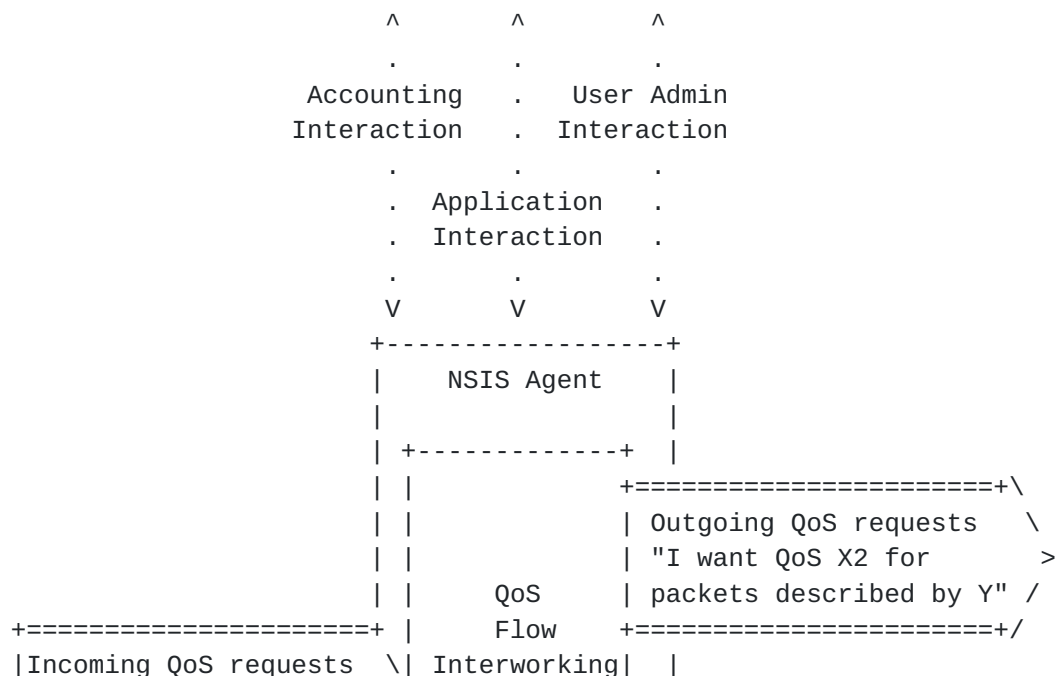 ^       ^        ^
                        .       .        .
                   Accounting   .   User Admin
                  Interaction   .  Interaction
                        .       .        .
                        .  Application   .
                        .  Interaction   .
                        .       .        .
                        V       V        V
                       +------------------+
                       |    NSIS Agent    |
                       |                  |
                       | +-------------+  |
                       | |             +=======================+\
                       | |             | Outgoing QoS requests   \
                       | |             | "I want QoS X2 for       >
                       | |     QoS     | packets described by Y" /
+======================+ |     Flow    +=======================+/
|Incoming QoS requests  \| Interworking|  |